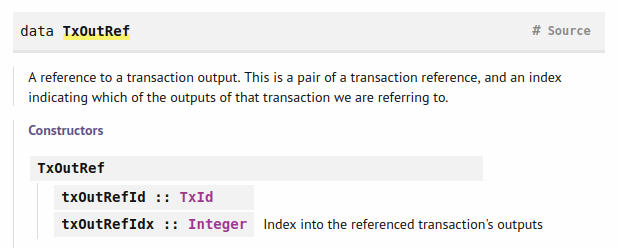 data TxOutRef # Source
A reference to a transaction output. This is a pair of a transaction reference, and an index
indicating which of the outputs of that transaction we are referring to.
Constructors
TxOutRef
txOutRefId :: TxId
txOutRefIdx :: Integer Index into the referenced transaction's outputs